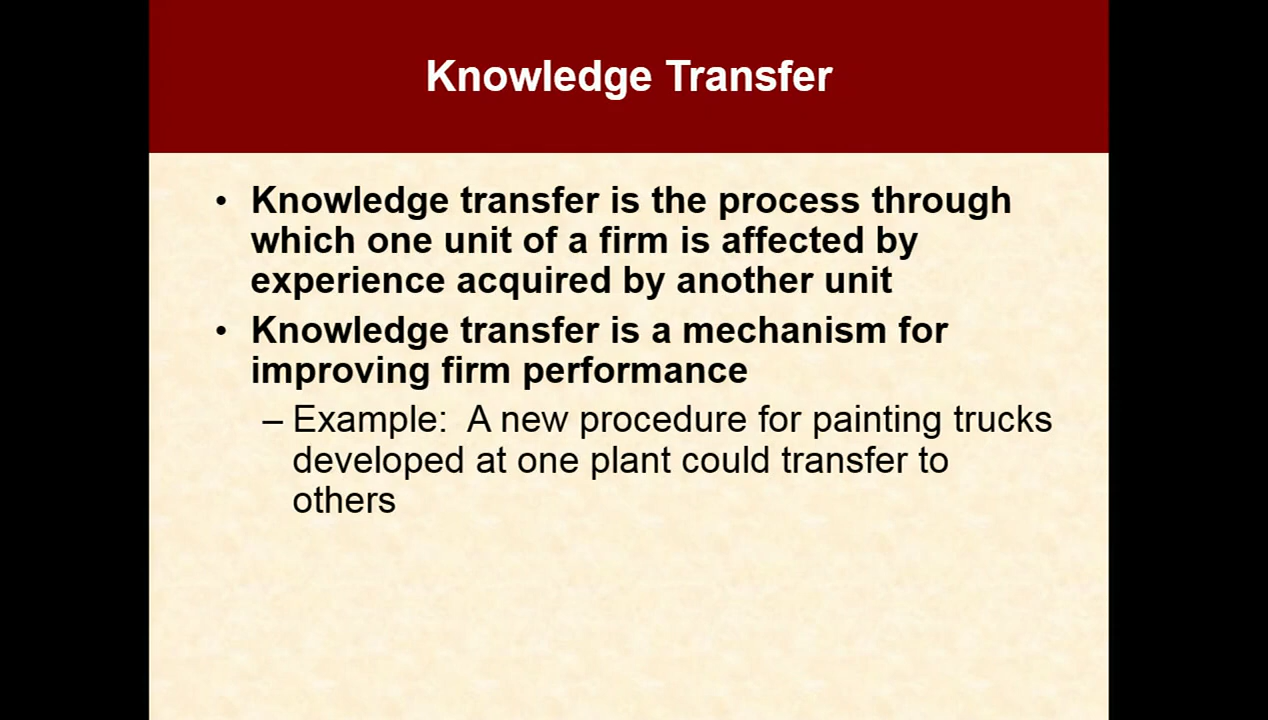 Knowledge Transfer
• Knowledge transfer is the process through
which one unit of a firm is affected by
experience acquired by another unit
• Knowledge transfer is a mechanism for
improving firm performance
– Example:  A new procedure for painting trucks
developed at one plant could transfer to
others